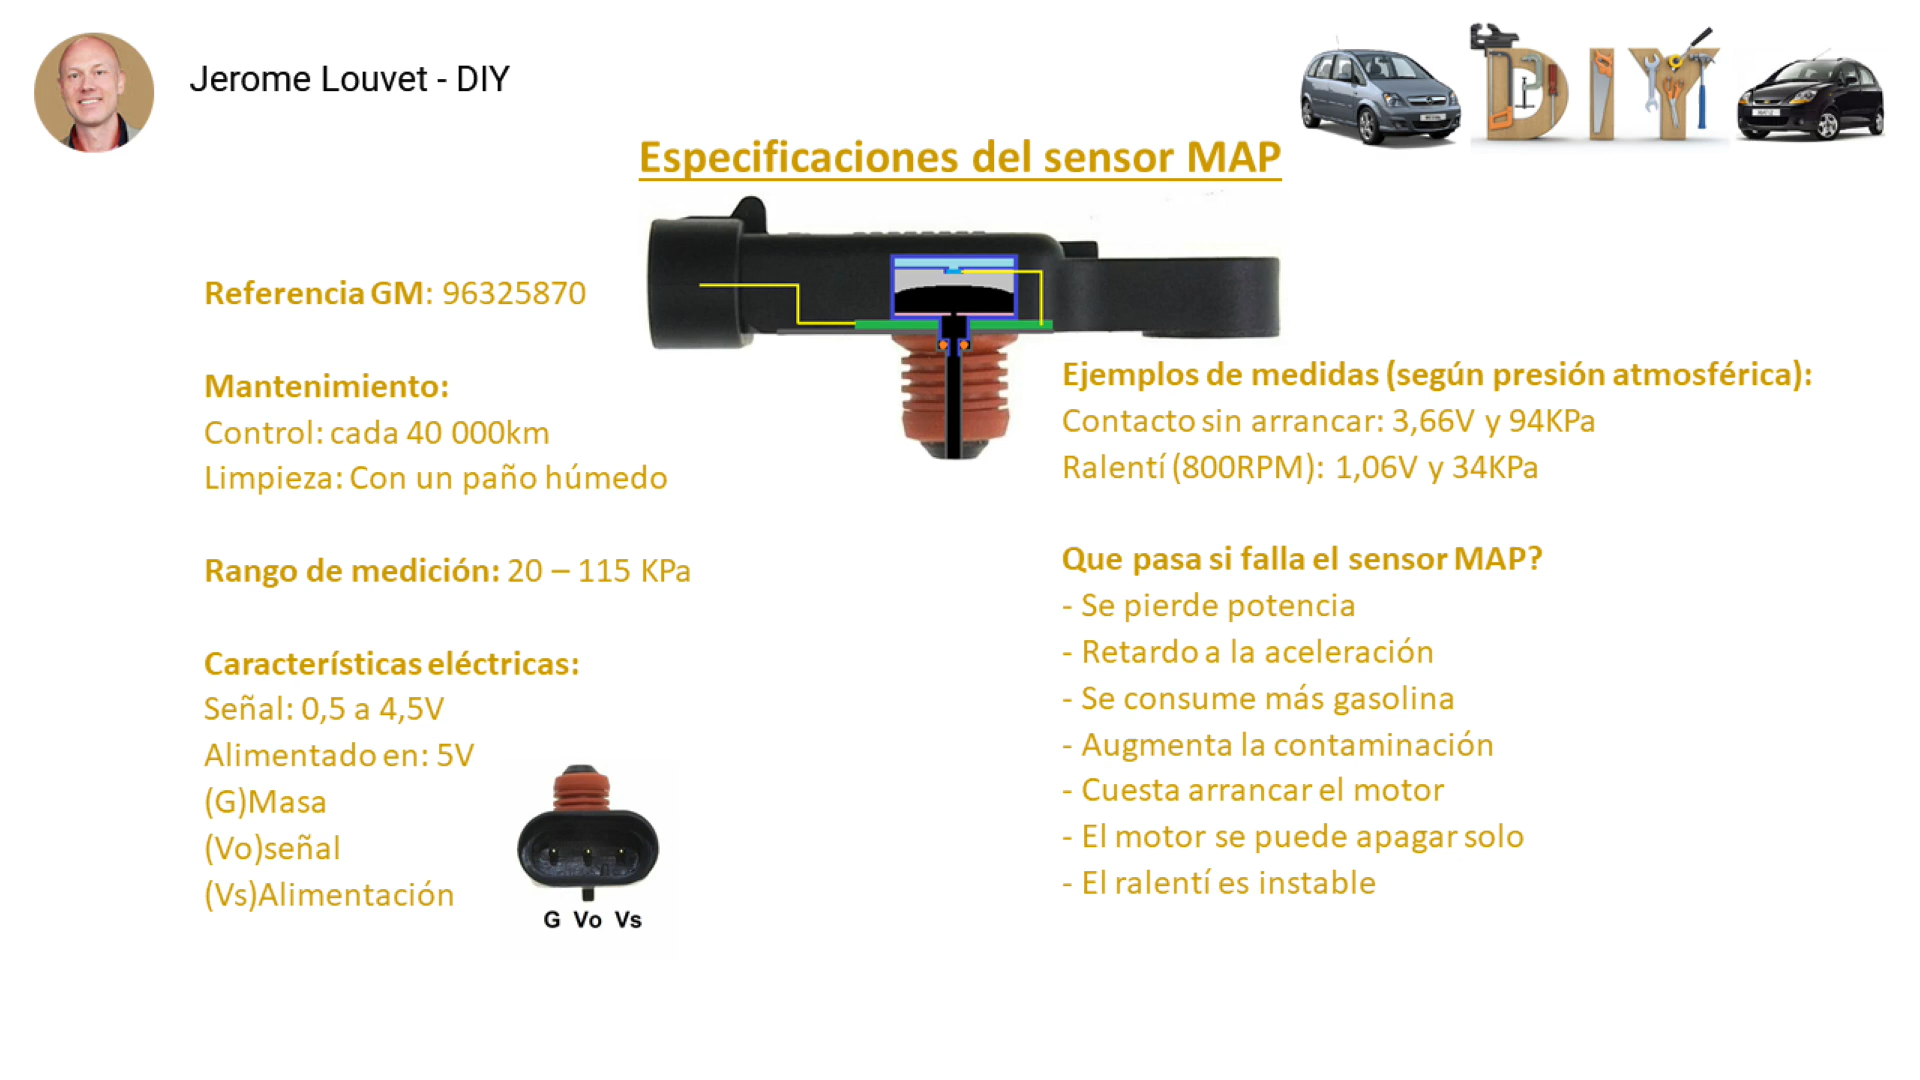 Jerome Louvet - DIY
DIY
Especificaciones del sensor MAP
Referencia GM: 96325870
Mantenimiento:
Control: cada 40 000km
Limpieza: Con un paño húmedo
Rango de medición: 20 – 115 KPa
Características eléctricas:
Señal: 0,5 a 4,5V
Alimentado en: 5V
(G)Masa
(Vo)señal
(Vs)Alimentación
G Vo Vs
Ejemplos de medidas (según presión atmosférica):
Contacto sin arrancar: 3,66V y 94KPa
Ralentí (800RPM): 1,06V y 34KPa
Que pasa si falla el sensor MAP?
- Se pierde potencia
- Retardo a la aceleración
- Se consume más gasolina
- Augmenta la contaminación
- Cuesta arrancar el motor
- El motor se puede apagar solo
- El ralentí es instable